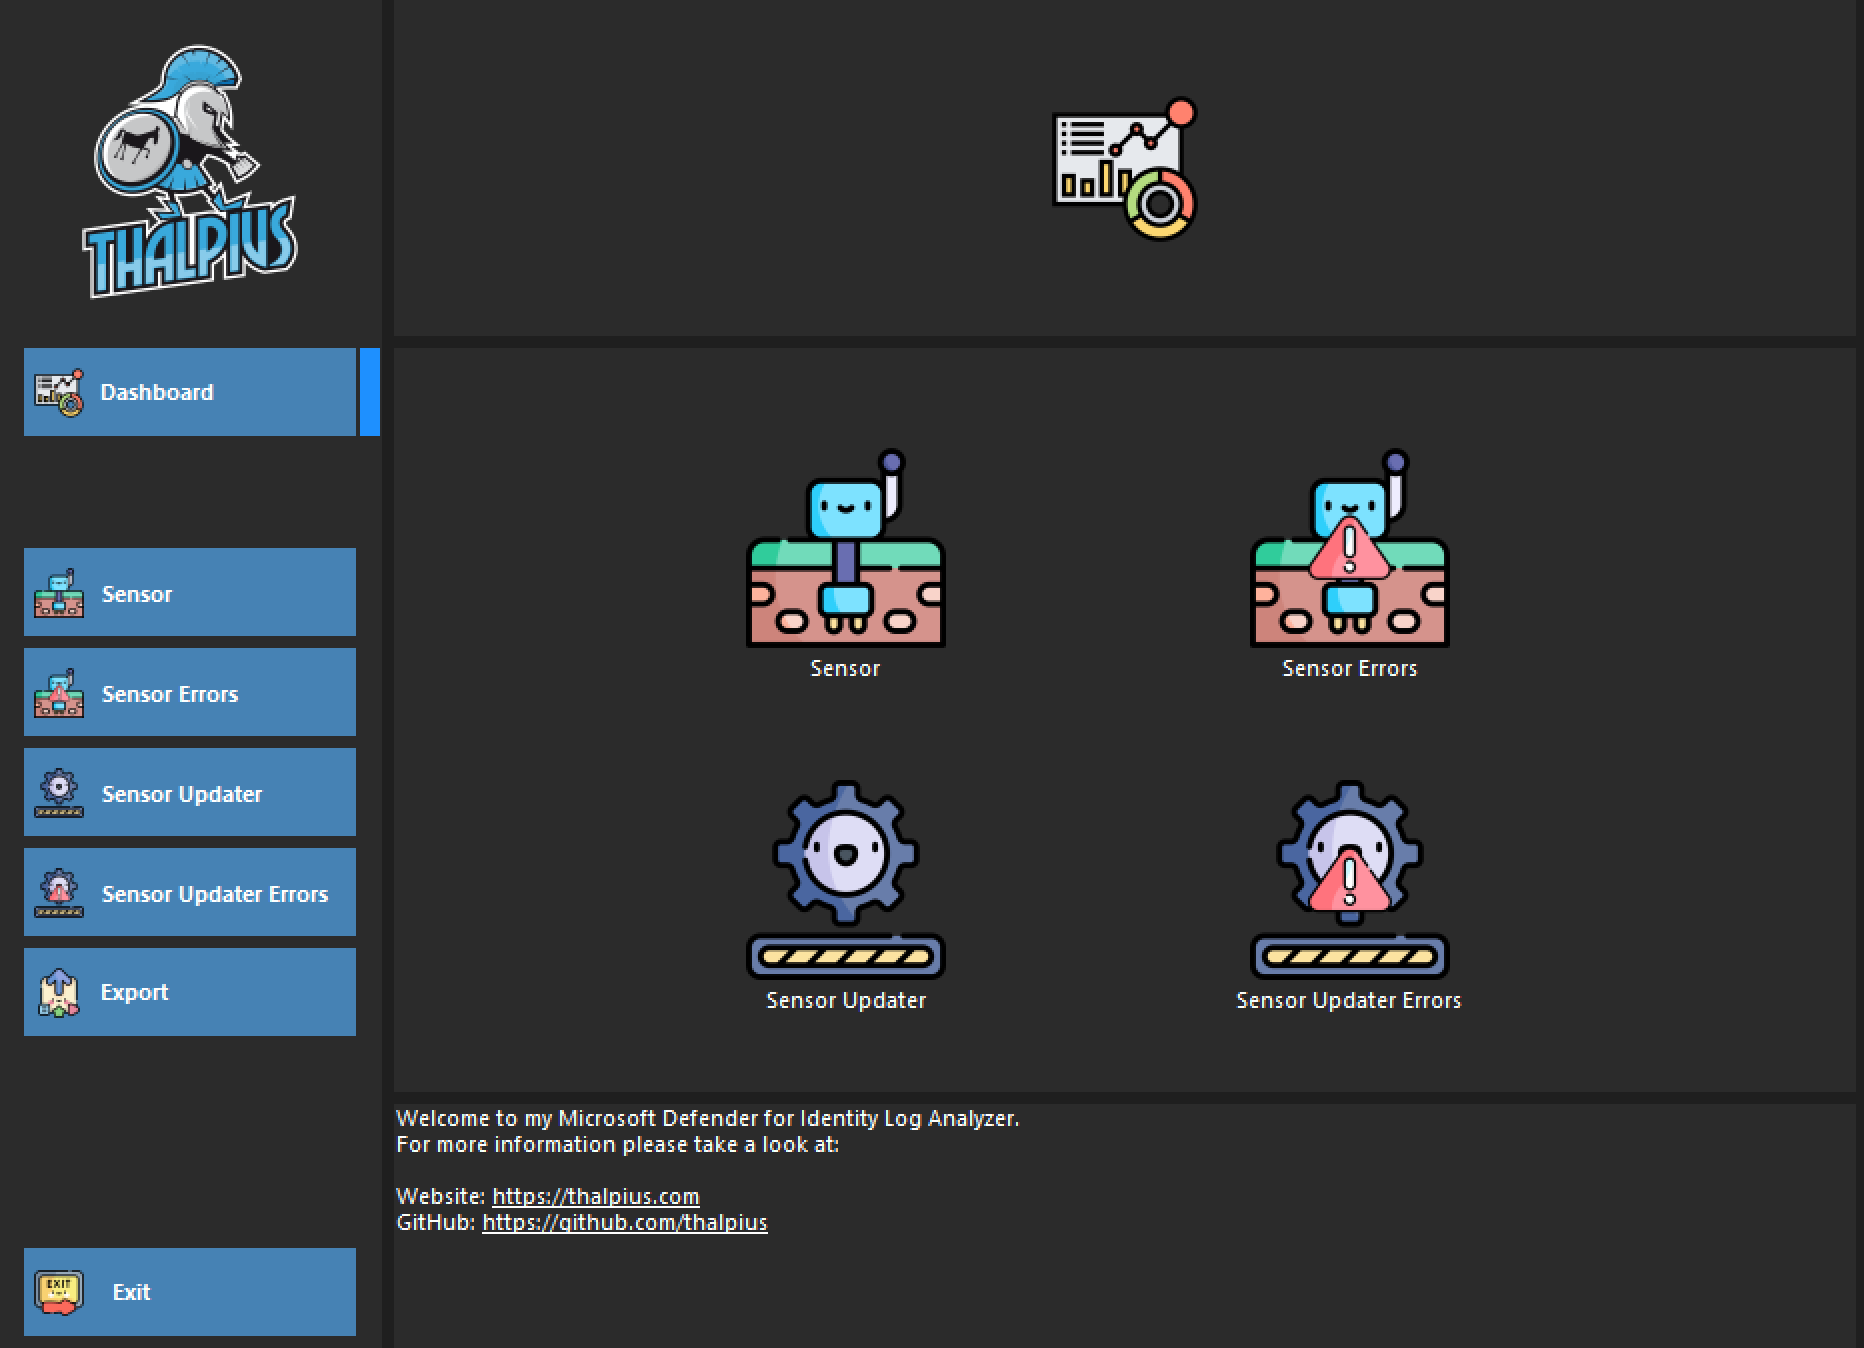 THALPIUS
Dashboard
Sensor
Sensor Errors
Sensor Updater
Sensor Updater Errors
Export
EXIT
Exit
Sensor
Sensor Errors
Sensor Updater
Sensor Updater Errors
Welcome to my Microsoft Defender for Identity Log Analyzer.
For more information please take a look at:
Website: https://thalpius.com
GitHub: https://github.com/thalpius